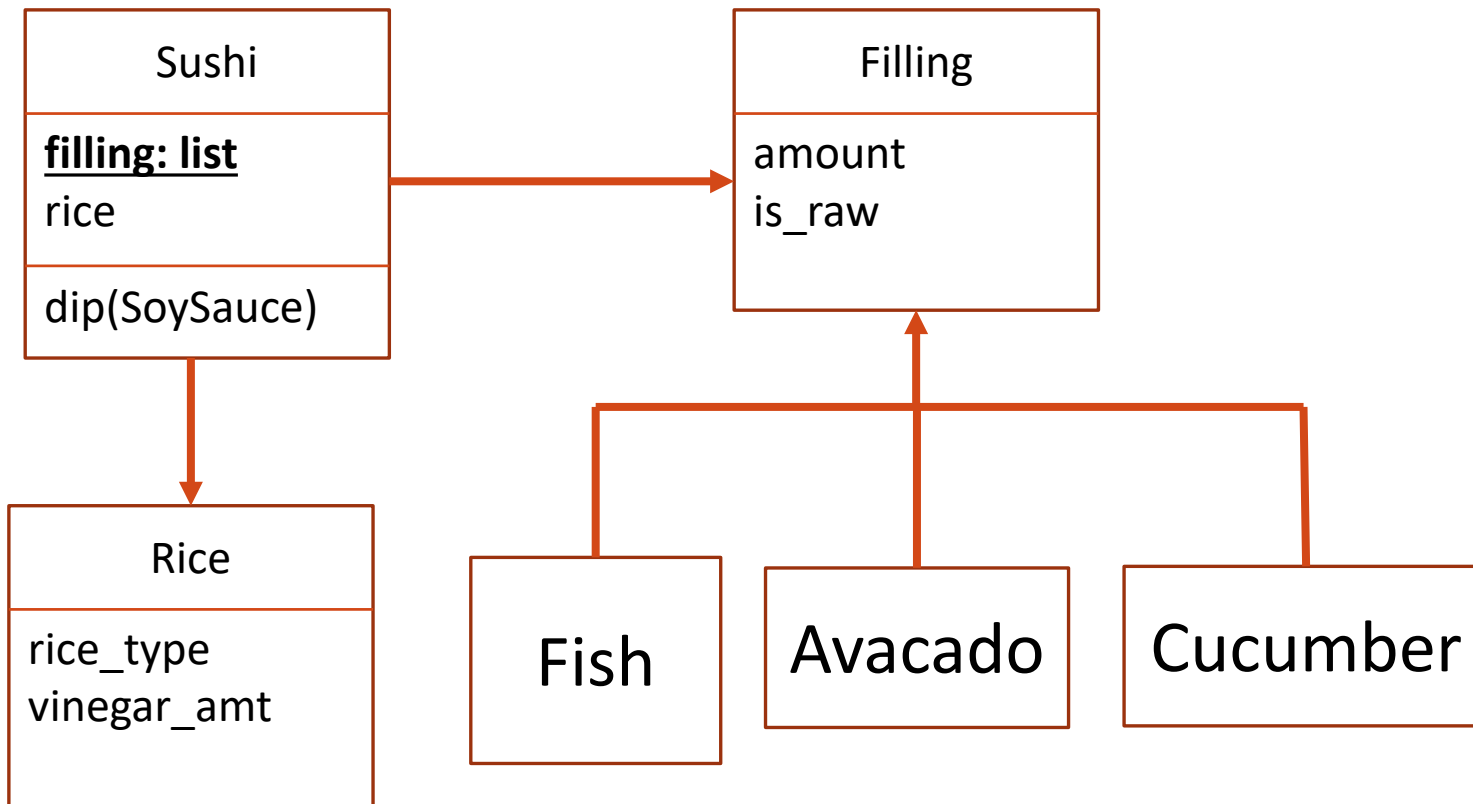 Sushi
filling: list
rice
dip(SoySauce)
Filling
amount
is_raw
Rice
rice_type
vinegar_amt
Fish
Avacado
Cucumber